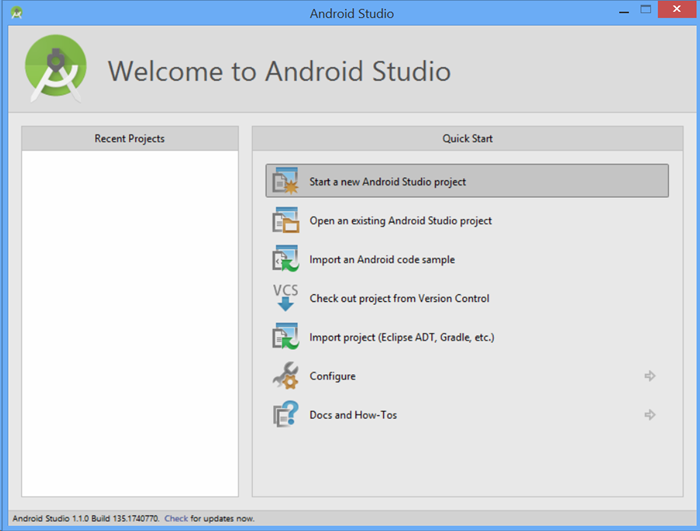 Android Studio
Welcome to Android Studio
Recent Projects
Quick Start
Start a new Android Studio project
Open an existing Android Studio project
Import an Android code sample
VCS
Check out project from Version Control
Import project (Eclipse ADT, Gradle, etc.)
Configure
Docs and How-Tos
Android Studio 1.1.0 Build 135.1740770. Check for updates now.